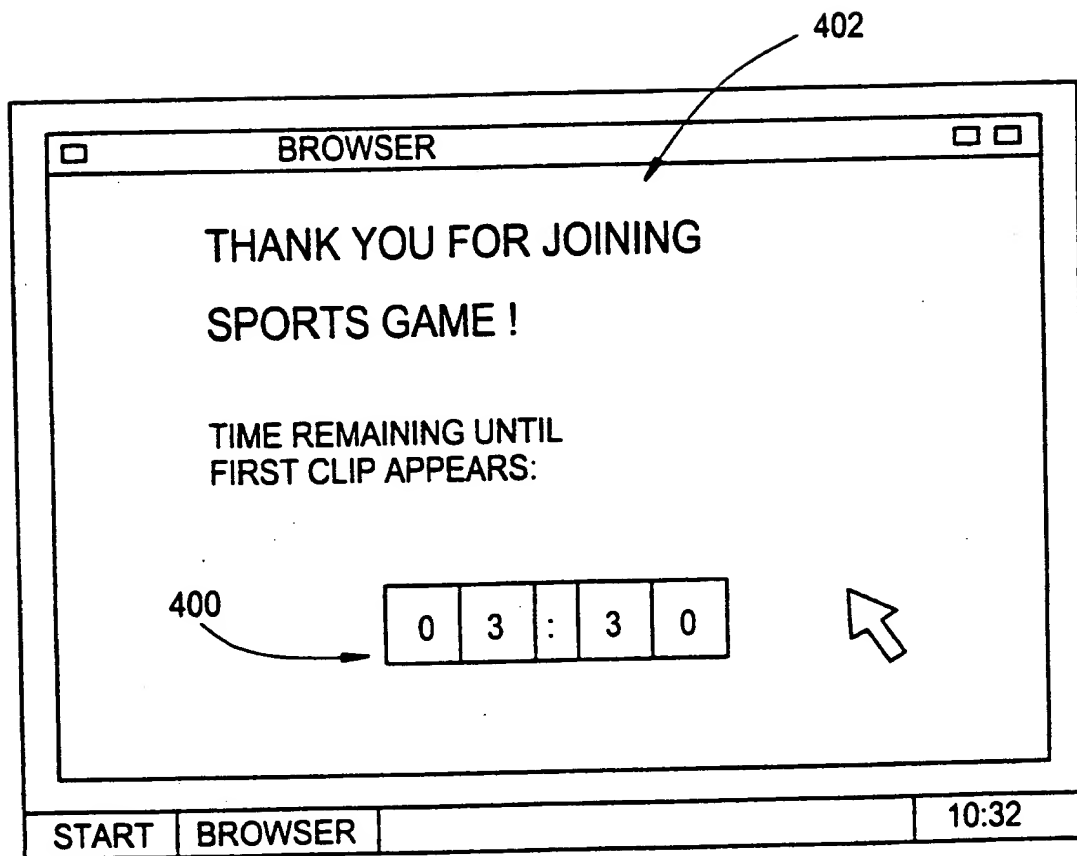 402
BROWSER
THANK YOU FOR JOINING
SPORTS GAME !
TIME REMAINING UNTIL
FIRST CLIP APPEARS:
400
0 3 : 3 0
START BROWSER 10:32